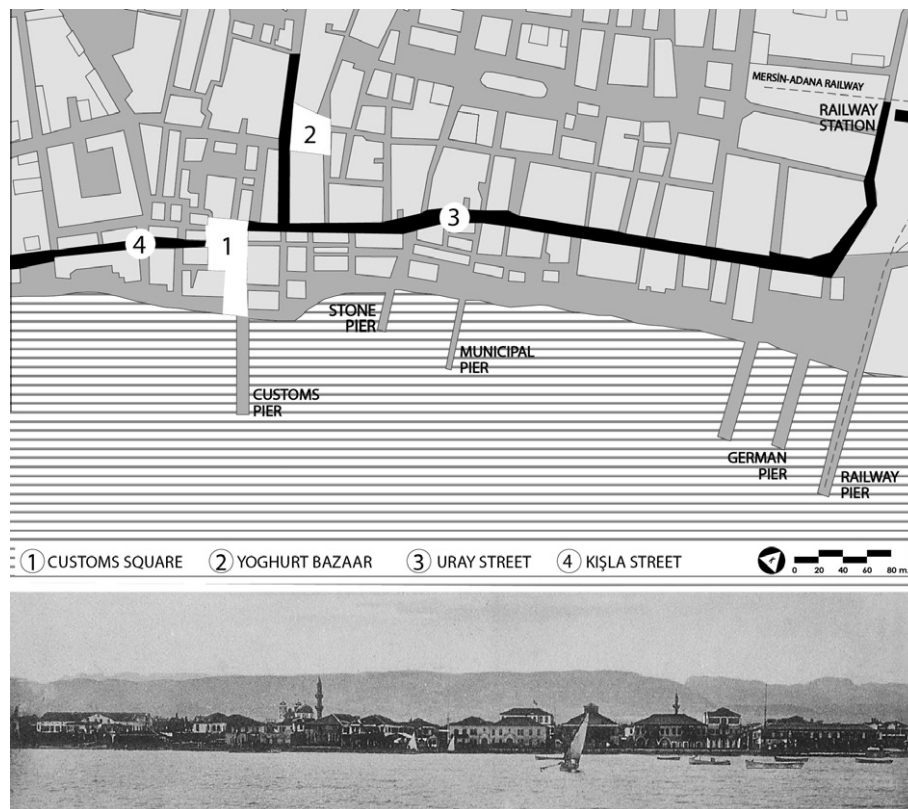 MERSİN-ADANA RAILWAY
RAILWAY
STATION
2
3
4
1
STONE
PIER
MUNICIPAL
PIER
CUSTOMS
PIER
GERMAN
PIER
RAILWAY
PIER
1 CUSTOMS SQUARE 2 YOGHURT BAZAAR 3 URAY STREET 4 KIŞLA STREET
0 20 40 60 80 m.